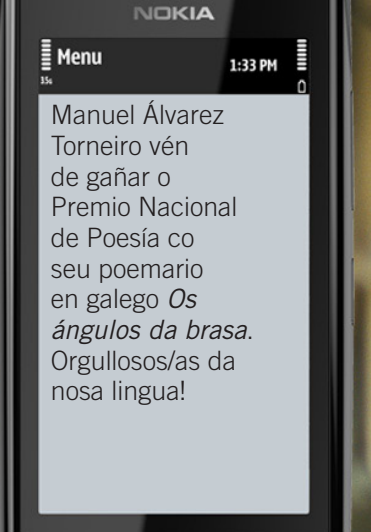 NOKIA
Menu
1:33 PM
35s
Manuel Álvarez
Torneiro vén
de gañar o
Premio Nacional
de Poesía co
seu poemario
en galego Os
ángulos da brasa.
Orgullosos/as da
nosa lingua!